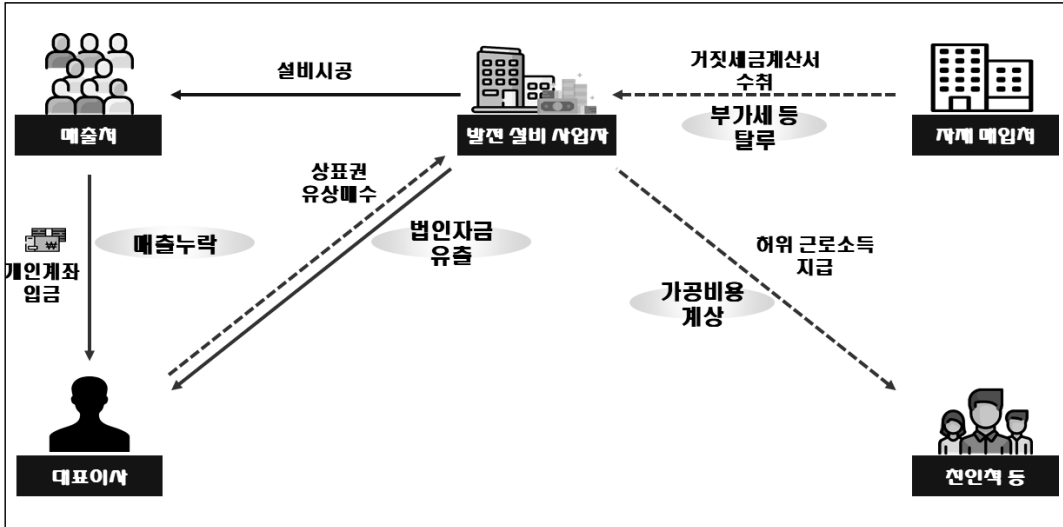 설비시공
거짓세금계산서
수취
부가세 등
탈루
매출처
발전 설비 사업자
자재 매입처
상표권
유상매수
법인자금
유출
매출누락
개인계좌
입금
허위 근로소득
지급
가공비용
계상
대표이사
친인척 등